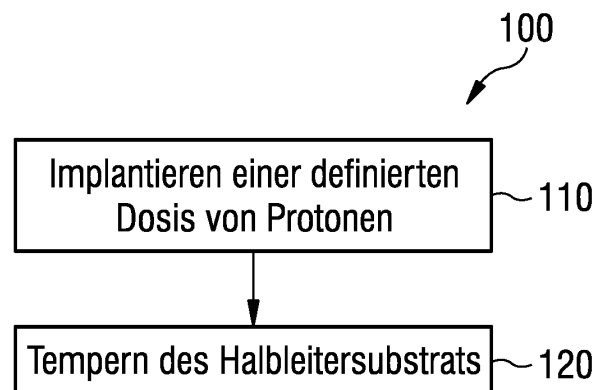 100
Implantieren einer definierten
Dosis von Protonen
110
Tempern des Halbleitersubstrats
120